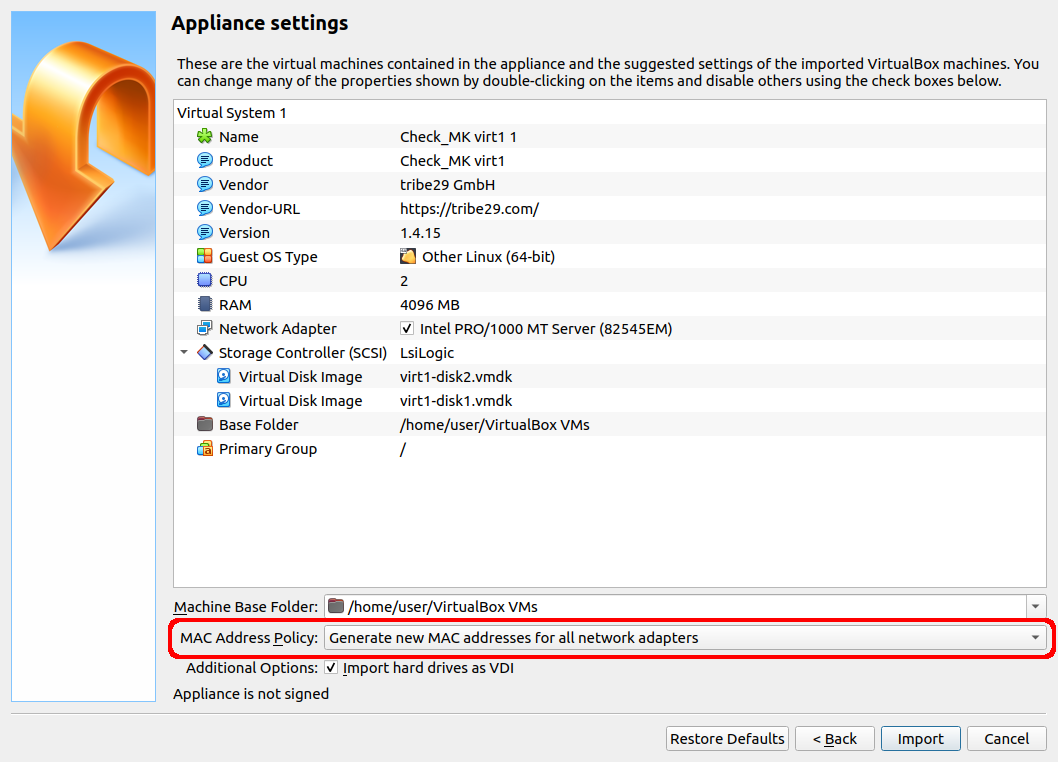 Appliance settings
These are the virtual machines contained in the appliance and the suggested settings of the imported VirtualBox machines. You
can change many of the properties shown by double-clicking on the items and disable others using the check boxes below.
Virtual System 1
Name Check_MK virt1 1
Product Check_MK virt1
Vendor tribe29 GmbH
Vendor-URL https://tribe29.com/
Version 1.4.15
Guest OS Type Other Linux (64-bit)
CPU 2
RAM 4096 MB
Network Adapter Intel PRO/1000 MT Server (82545EM)
Storage Controller (SCSI) LsiLogic
Virtual Disk Image virt1-disk2.vmdk
Virtual Disk Image virt1-disk1.vmdk
Base Folder /home/user/VirtualBox VMs
Primary Group /
Machine Base Folder: /home/user/VirtualBox VMs
MAC Address Policy: Generate new MAC addresses for all network adapters
Additional Options: Import hard drives as VDI
Appliance is not signed
Restore Defaults < Back Import Cancel